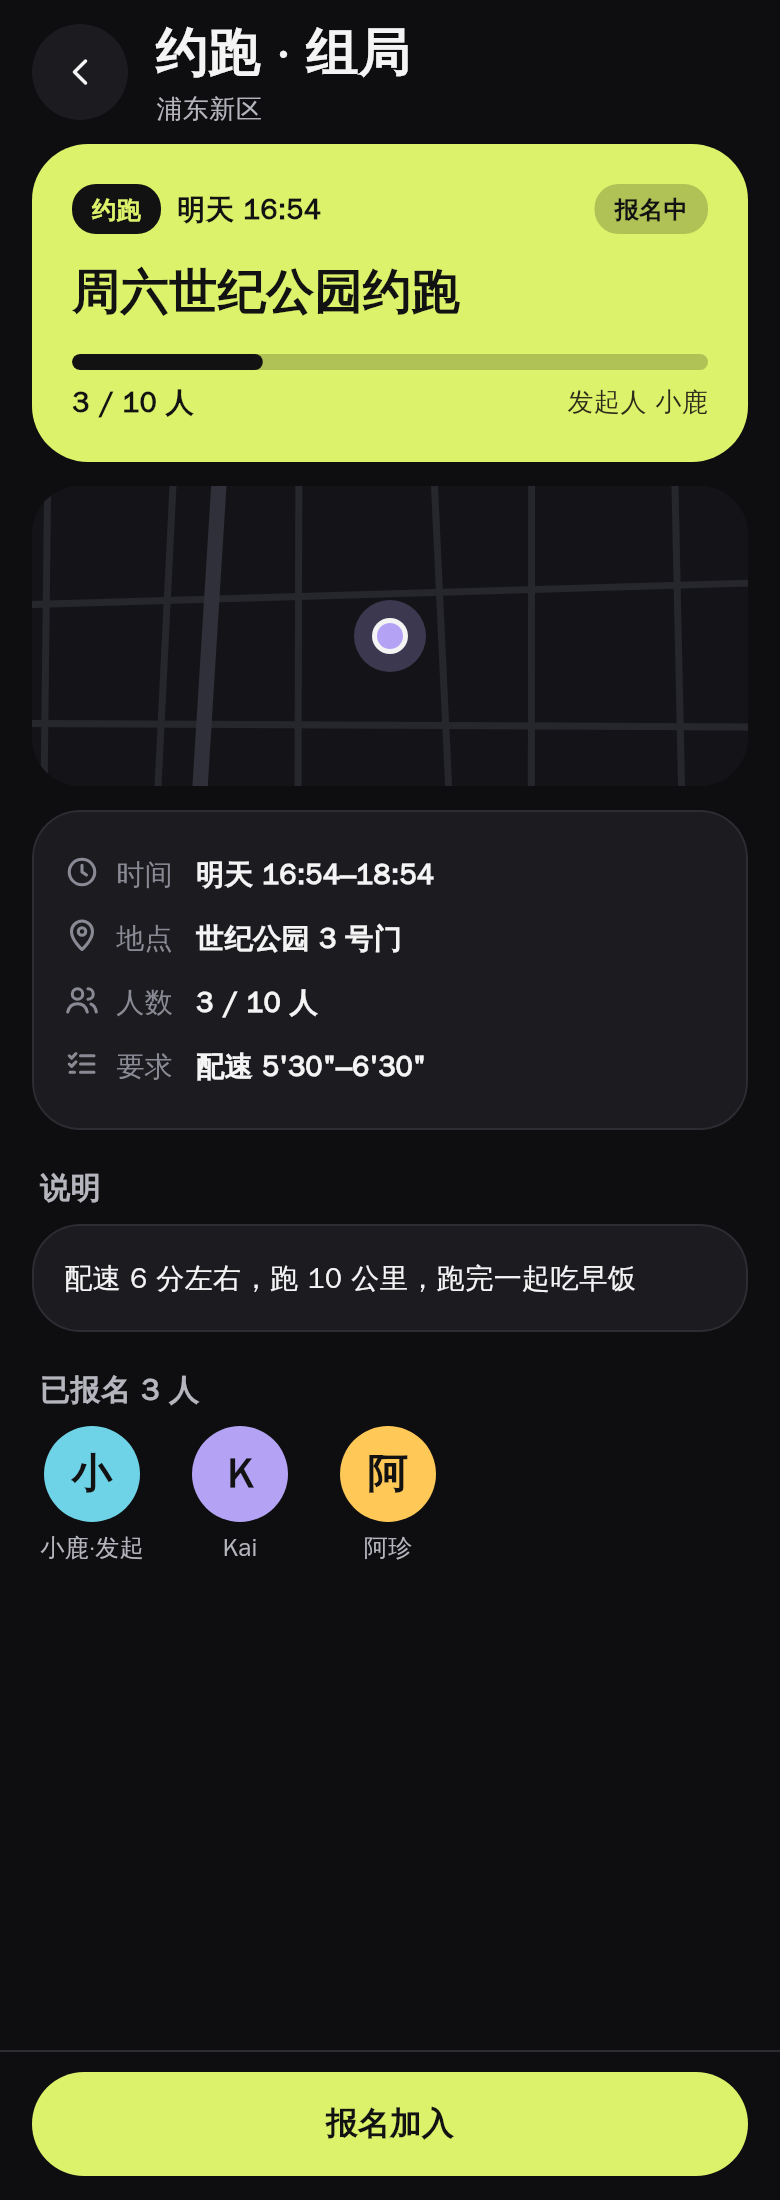 约跑 · 组局
浦东新区
约跑 明天 16:54 报名中
周六世纪公园约跑
3 / 10 人 发起人 小鹿
时间 明天 16:54–18:54
地点 世纪公园 3 号门
人数 3 / 10 人
要求 配速 5'30"–6'30"
说明
配速 6 分左右，跑 10 公里，跑完一起吃早饭
已报名 3 人
小 K 阿
小鹿·发起 Kai 阿珍
报名加入